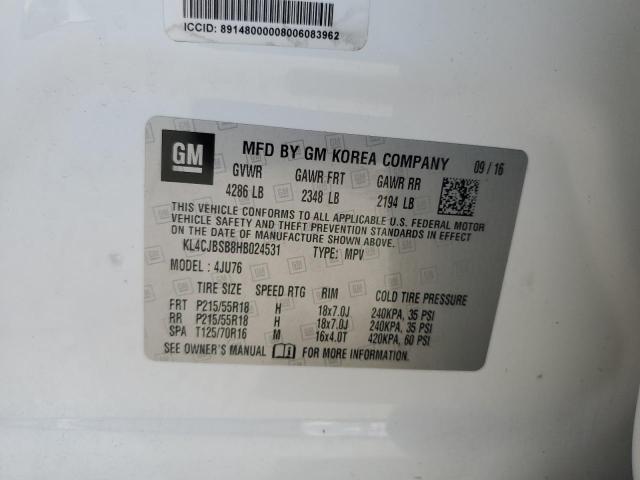 ICCID: 89148000008006083962
GM
MFD BY GM KOREA COMPANY 09/16
GVWR GAWR FRT GAWR RR
4286 LB 2348 LB 2194 LB
THIS VEHICLE CONFORMS TO ALL APPLICABLE U.S. FEDERAL MOTOR
VEHICLE SAFETY AND THEFT PREVENTION STANDARDS IN EFFECT
ON THE DATE OF MANUFACTURE SHOWN ABOVE.
KL4CJBSB8HB024531 TYPE: MPV
MODEL: 4JU76
TIRE SIZE SPEED RTG RIM COLD TIRE PRESSURE
FRT P215/55R18 H 18x7.0J 240KPA, 35 PSI
RR P215/55R18 H 18x7.0J 240KPA, 35 PSI
SPA T125/70R16 M 16x4.0T 420KPA, 60 PSI
SEE OWNER'S MANUAL FOR MORE INFORMATION.